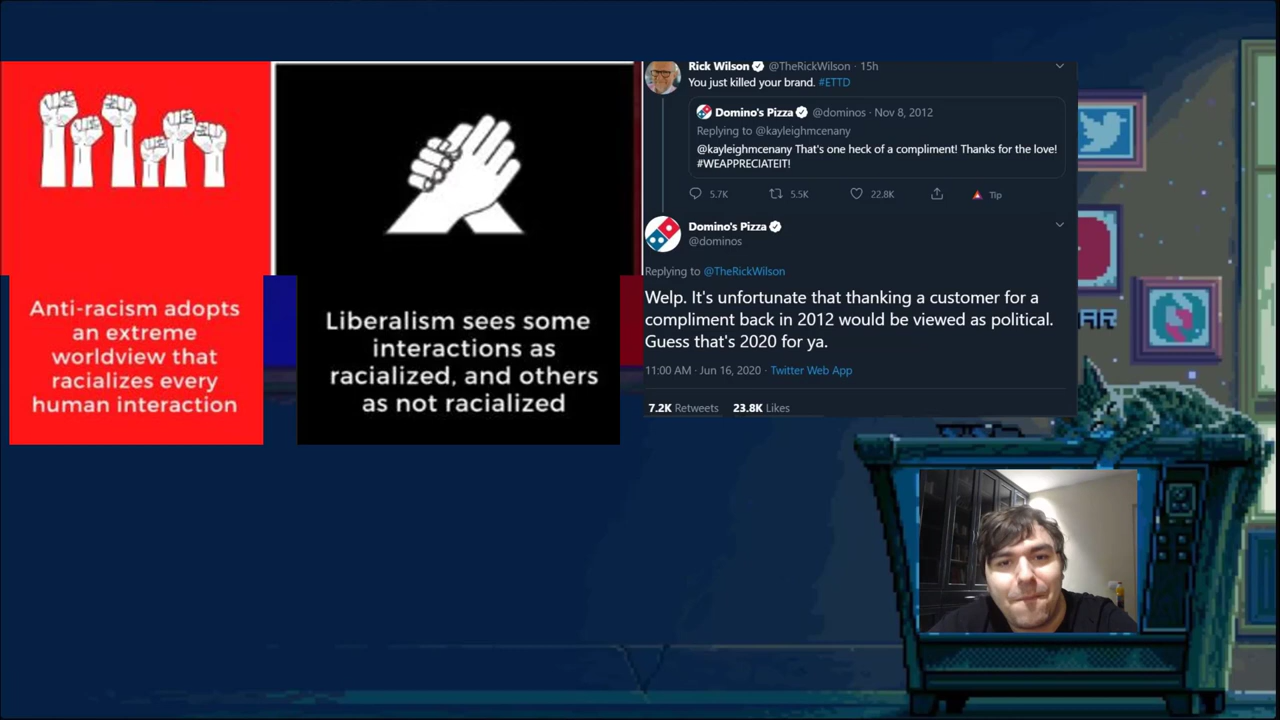 Anti-racism adopts
an extreme
worldview that
racializes every
human interaction
Liberalism sees some
interactions as
racialized, and others
as not racialized
Rick Wilson @TheRickWilson · 15h
You just killed your brand. #ETTD
Domino's Pizza @dominos · Nov 8, 2012
Replying to @kayleighmcenany
@kayleighmcenany That's one heck of a compliment! Thanks for the love!
#WEAPPRECIATEIT!
5.7K 5.5K 22.8K Tip
Domino's Pizza
@dominos
Replying to @TheRickWilson
Welp. It's unfortunate that thanking a customer for a
compliment back in 2012 would be viewed as political.
Guess that's 2020 for ya.
11:00 AM · Jun 16, 2020 · Twitter Web App
7.2K Retweets 23.8K Likes